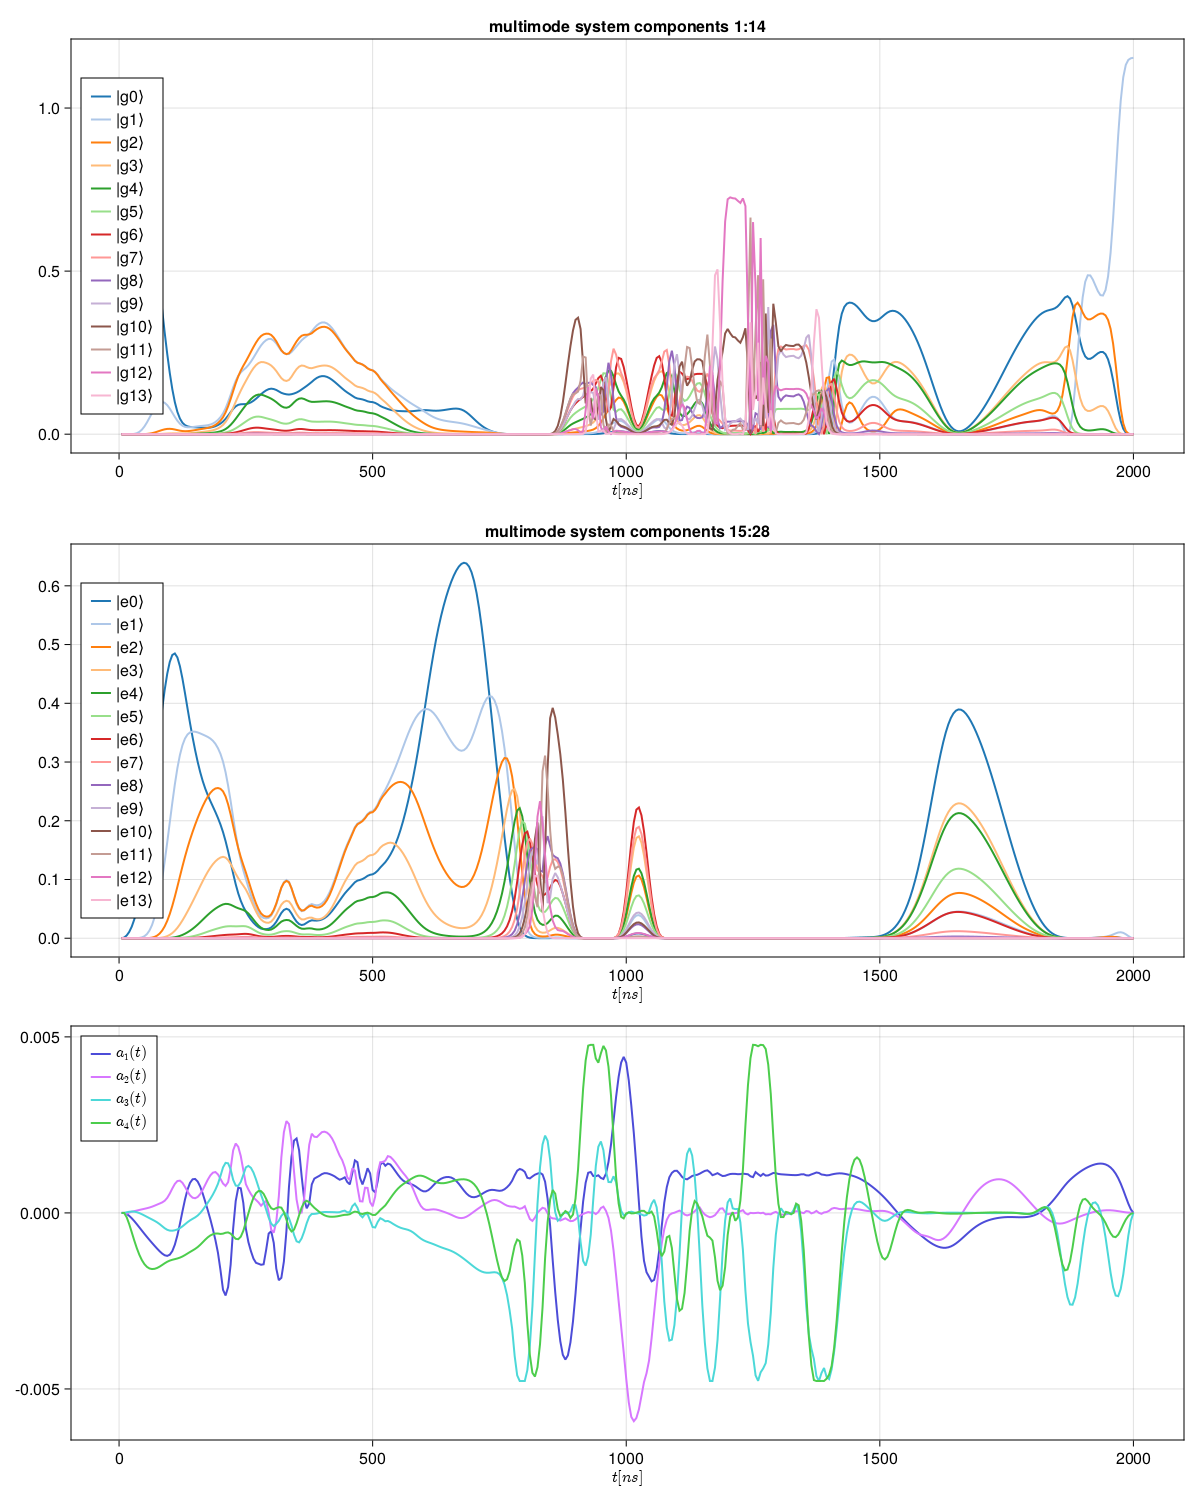 multimode system components 1:14
|g0⟩
|g1⟩
|g2⟩
|g3⟩
|g4⟩
|g5⟩
|g6⟩
|g7⟩
|g8⟩
|g9⟩
|g10⟩
|g11⟩
|g12⟩
|g13⟩
1.0
0.5
0.0
0 500 1000 1500 2000
t[ns]
multimode system components 15:28
|e0⟩
|e1⟩
|e2⟩
|e3⟩
|e4⟩
|e5⟩
|e6⟩
|e7⟩
|e8⟩
|e9⟩
|e10⟩
|e11⟩
|e12⟩
|e13⟩
0.6
0.5
0.4
0.3
0.2
0.1
0.0
0 500 1000 1500 2000
t[ns]
a₁(t)
a₂(t)
a₃(t)
a₄(t)
0.005
0.000
-0.005
0 500 1000 1500 2000
t[ns]